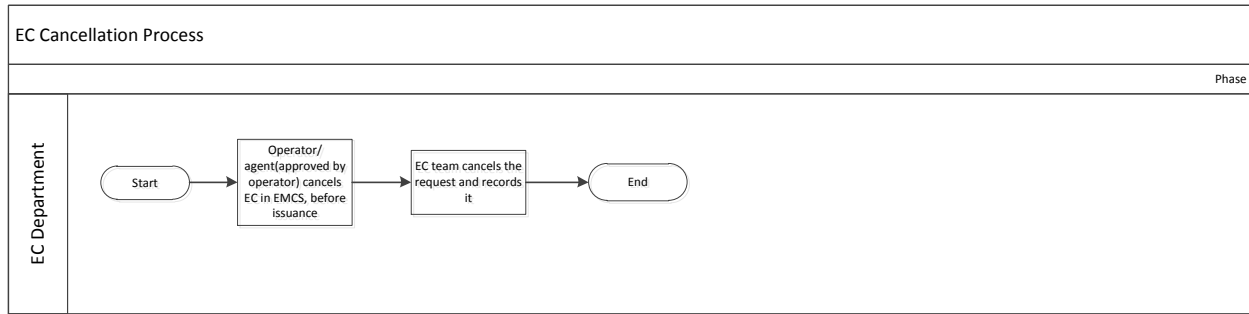 EC Cancellation Process
Phase
EC Department
Start
Operator/
agent(approved by
operator) cancels
EC in EMCS, before
issuance
EC team cancels the
request and records
it
End